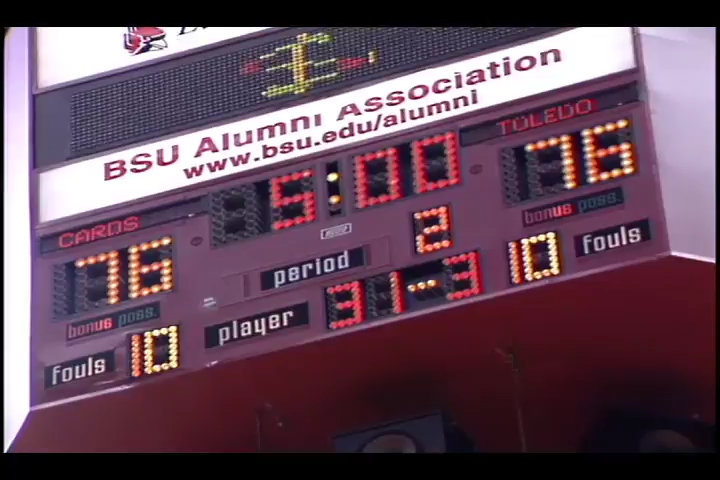 BSU Alumni Association
www.bsu.edu/alumni
TOLEDO
5:00
76
CARDS
76
2
bonus poss.
period
bonus poss.
fouls
10
player
31-3
10
fouls